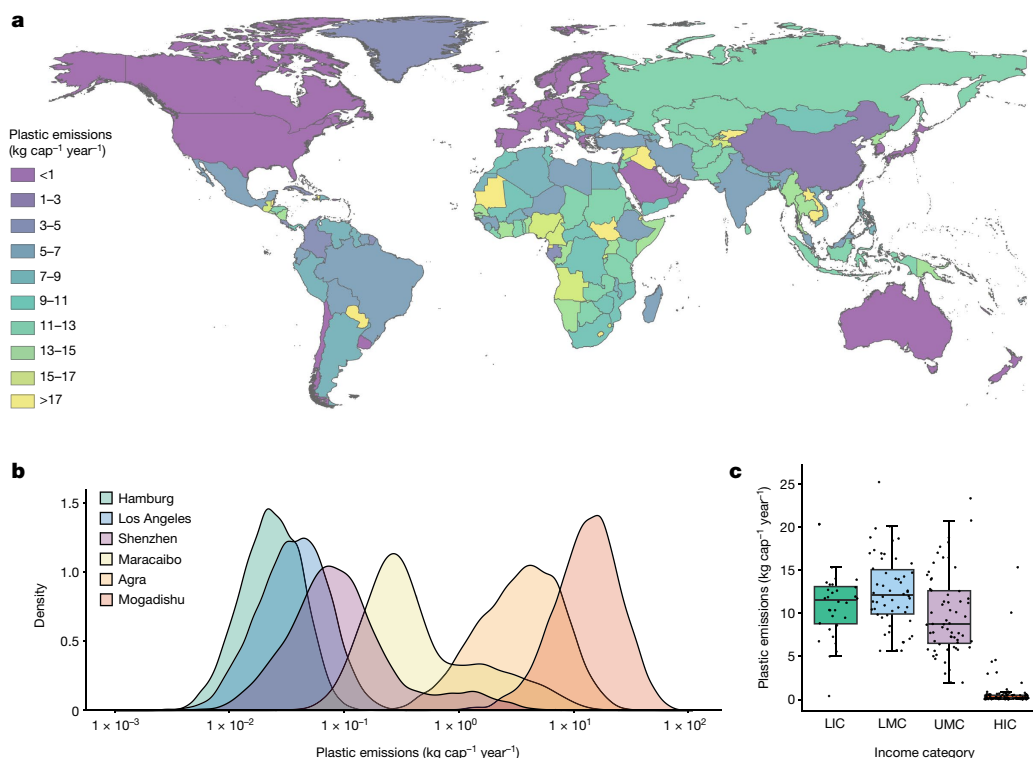 a
Plastic emissions
(kg cap⁻¹ year⁻¹)
<1
1–3
3–5
5–7
7–9
9–11
11–13
13–15
15–17
>17
b
1.5
1.0
0.5
0
Density
Hamburg
Los Angeles
Shenzhen
Maracaibo
Agra
Mogadishu
1 × 10⁻³ 1 × 10⁻² 1 × 10⁻¹ 1 × 10⁰ 1 × 10¹ 1 × 10²
Plastic emissions (kg cap⁻¹ year⁻¹)
c
25
20
15
10
5
0
Plastic emissions (kg cap⁻¹ year⁻¹)
LIC LMC UMC HIC
Income category